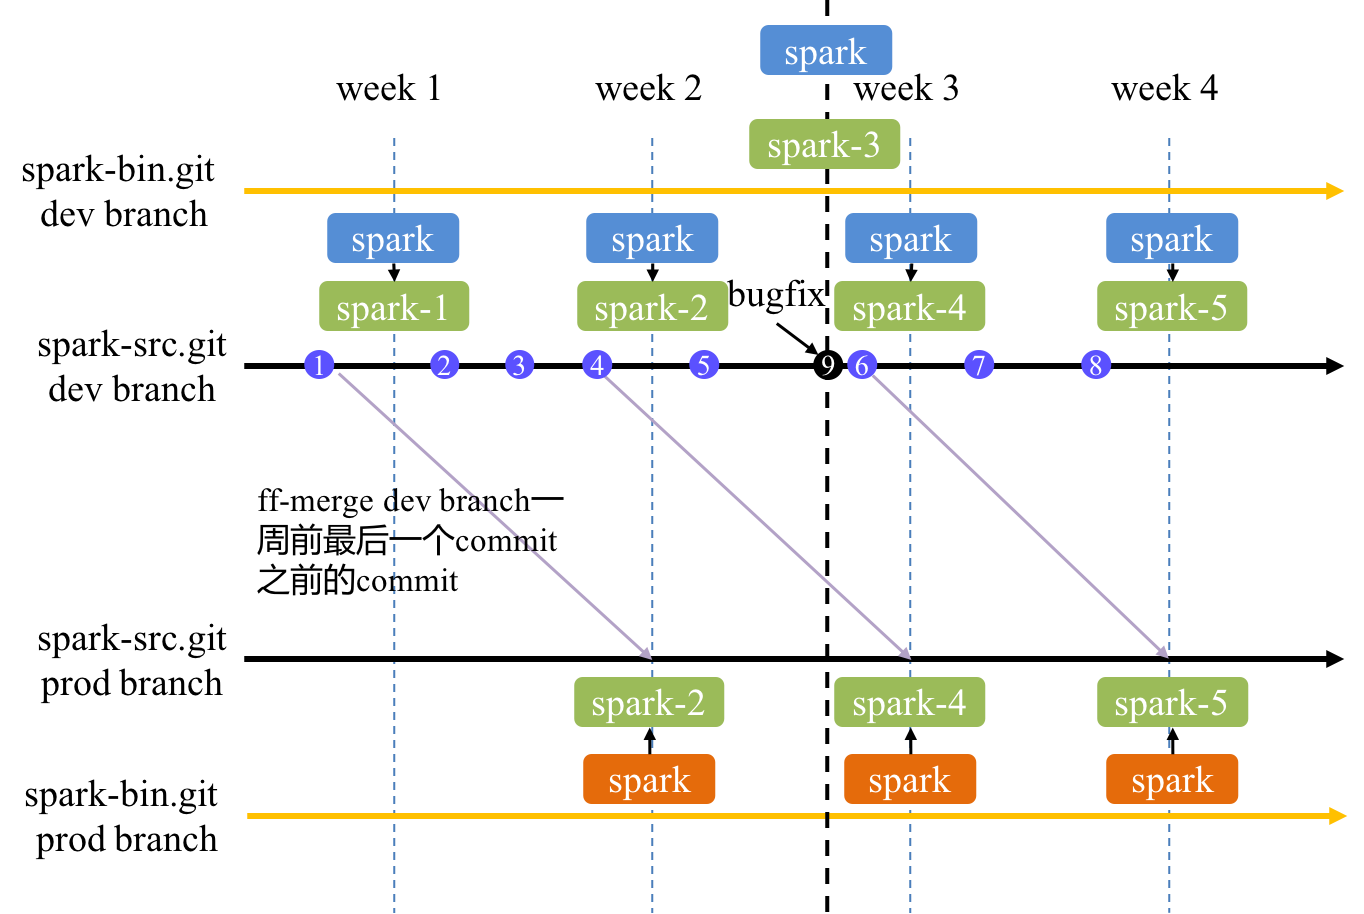 spark
week 1
week 2
week 3
week 4
spark-3
spark-bin.git
dev branch
spark
spark
spark
spark
bugfix
spark-1
spark-2
spark-4
spark-5
spark-src.git
dev branch
1
2
3
4
5
9
6
7
8
ff-merge dev branch一
周前最后一个commit
之前的commit
spark-src.git
prod branch
spark-2
spark-4
spark-5
spark
spark
spark
spark-bin.git
prod branch